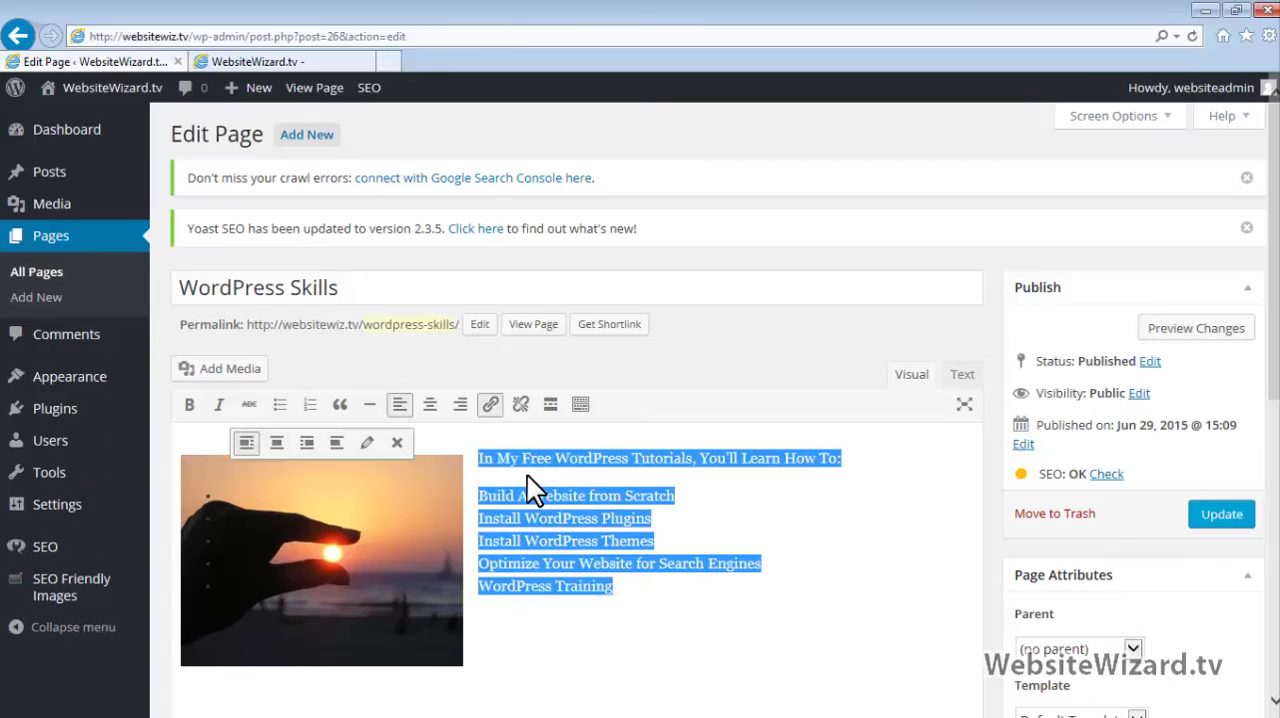 http://websitewiz.tv/wp-admin/post.php?post=26&action=edit
Edit Page ‹ WebsiteWizard.t...
WebsiteWizard.tv -
WebsiteWizard.tv
0
New
View Page
SEO
Howdy, websiteadmin
Dashboard
Posts
Media
Pages
All Pages
Add New
Comments
Appearance
Plugins
Users
Tools
Settings
SEO
SEO Friendly
Images
Collapse menu
Edit Page
Add New
Screen Options
Help
Don't miss your crawl errors: connect with Google Search Console here.
Yoast SEO has been updated to version 2.3.5. Click here to find out what's new!
WordPress Skills
Permalink: http://websitewiz.tv/wordpress-skills/
Edit
View Page
Get Shortlink
Add Media
Visual
Text
B
I
ABC
In My Free WordPress Tutorials, You'll Learn How To:
Build A Website from Scratch
Install WordPress Plugins
Install WordPress Themes
Optimize Your Website for Search Engines
WordPress Training
Publish
Preview Changes
Status: Published Edit
Visibility: Public Edit
Published on: Jun 29, 2015 @ 15:09
Edit
SEO: OK Check
Move to Trash
Update
Page Attributes
Parent
(no parent)
WebsiteWizard.tv
Template
Default Template